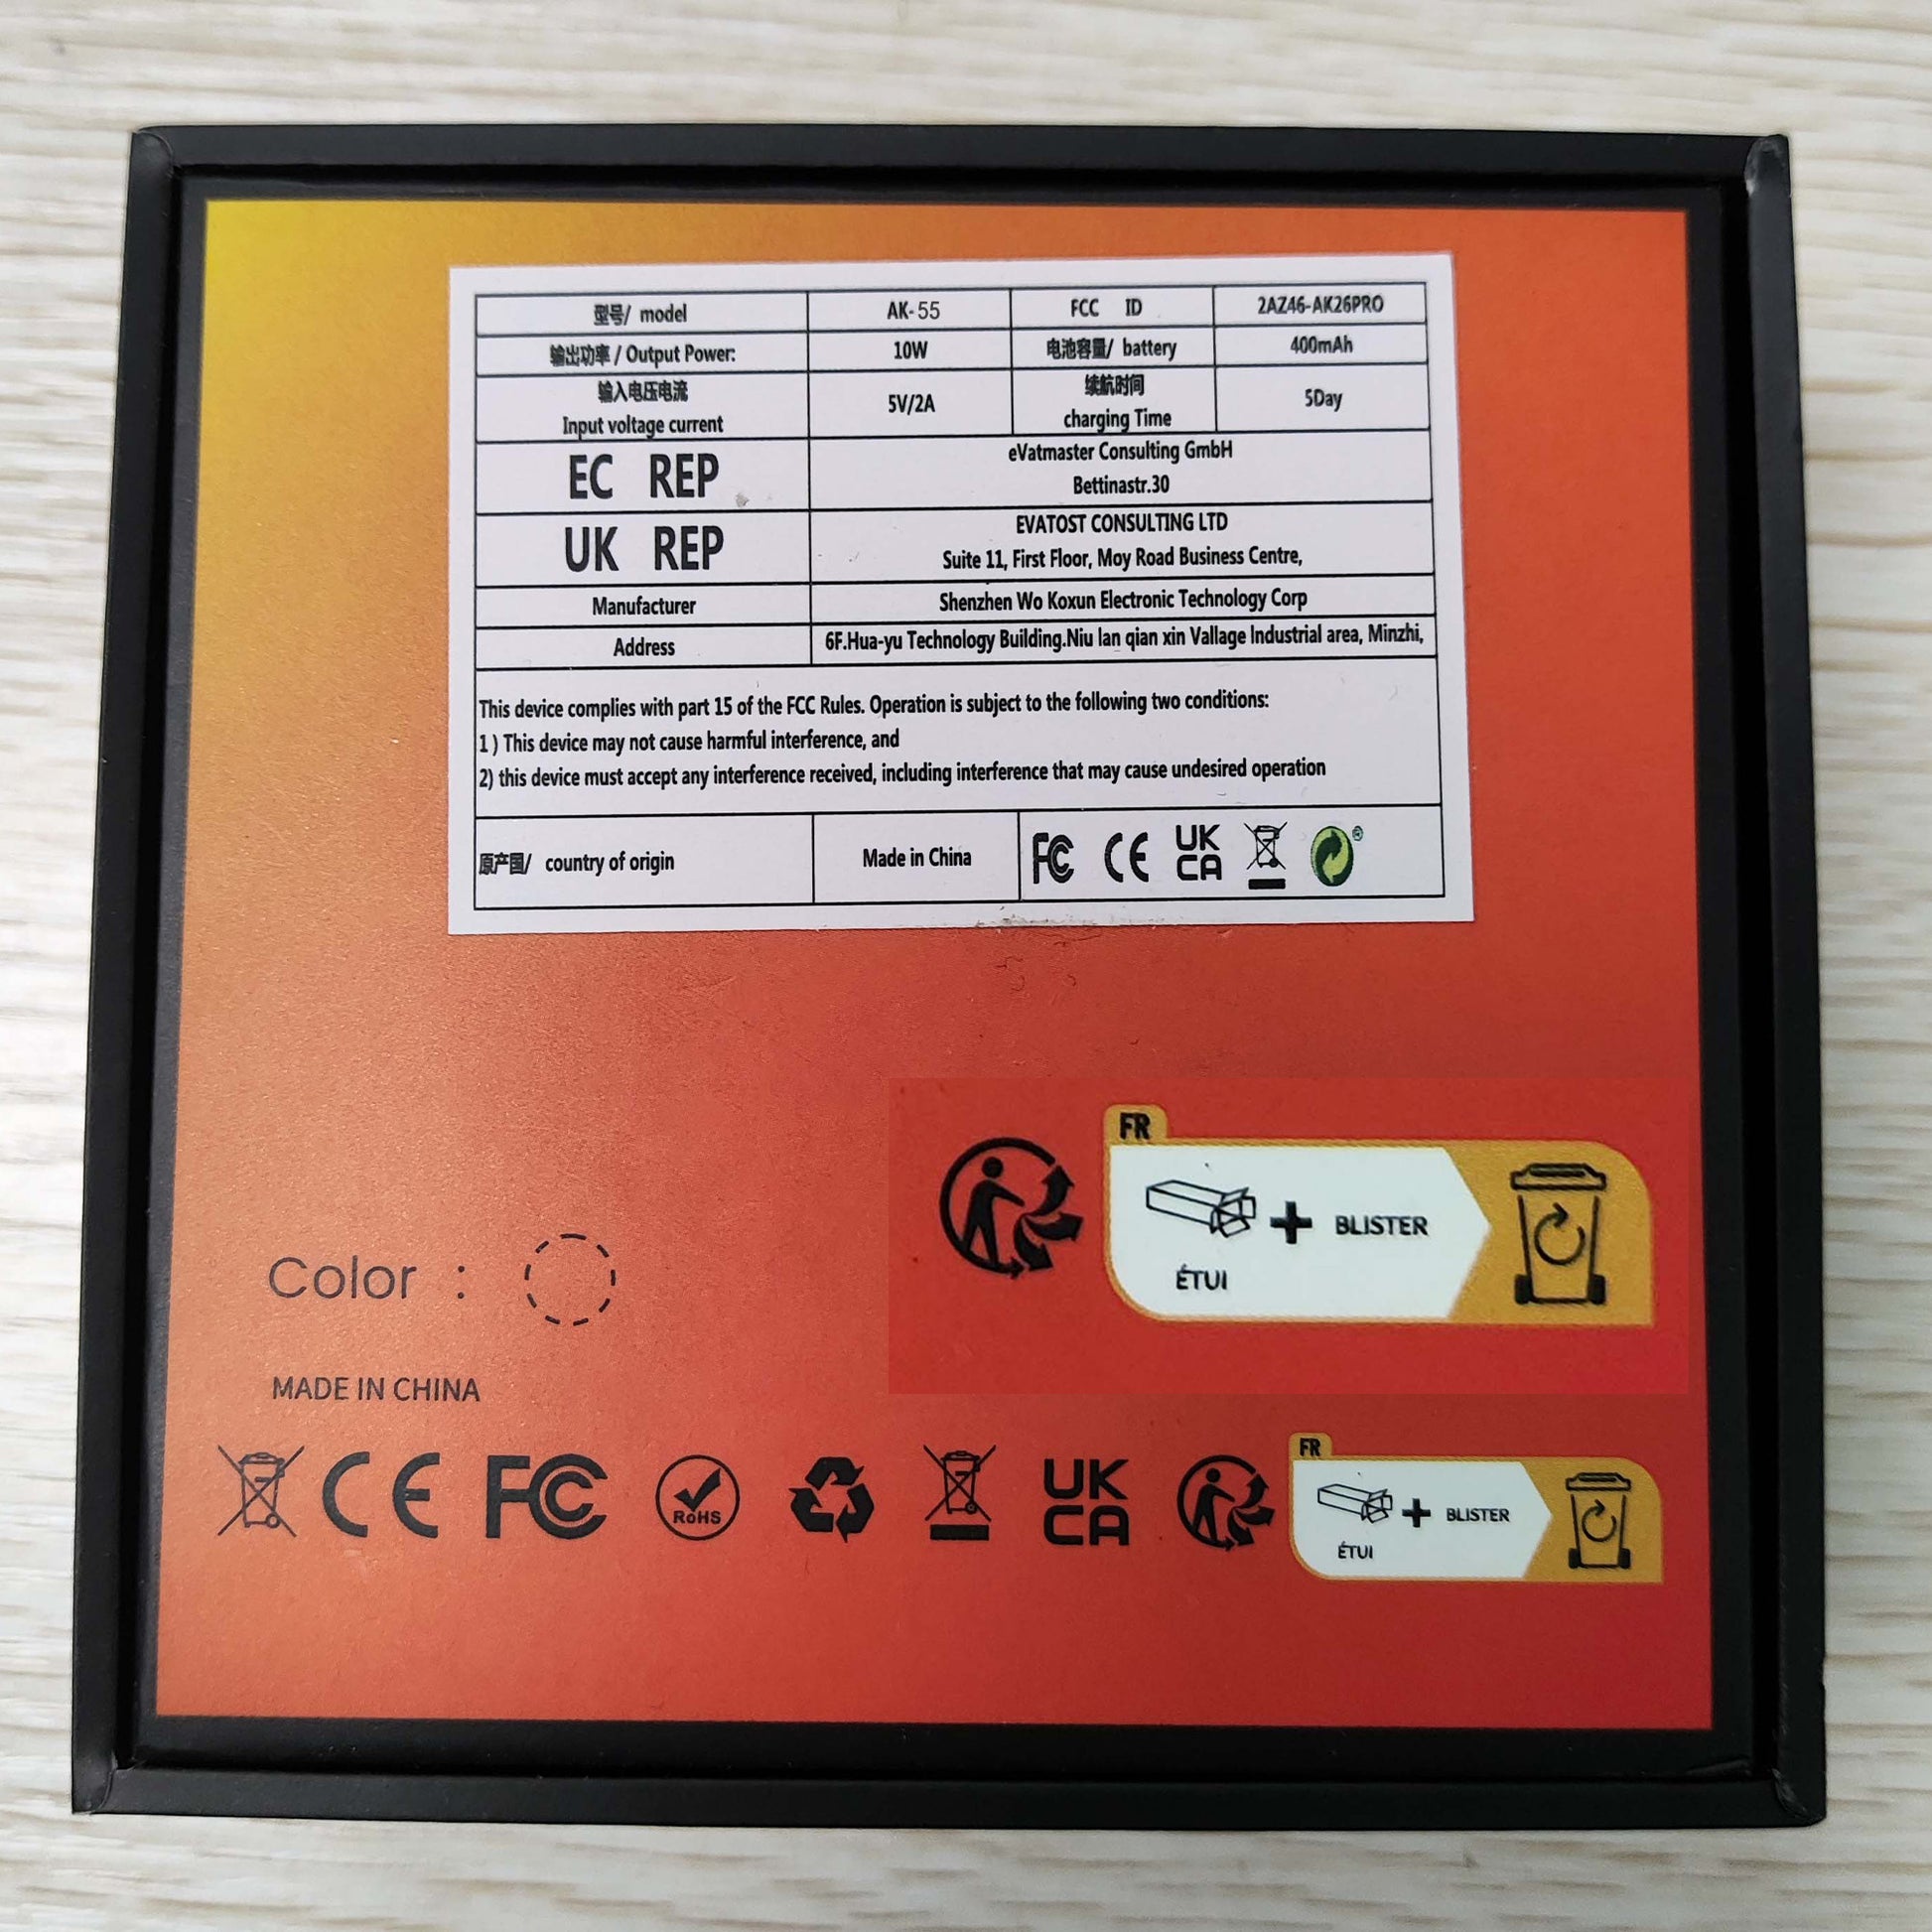 型号/ model AK-55 FCC ID 2AZ46-AK26PRO
输出功率 / Output Power: 10W 电池容量/ battery 400mAh
输入电压电流
Input voltage current 5V/2A
续航时间
charging Time 5Day
EC REP
eVatmaster Consulting GmbH
Bettinastr.30
UK REP
EVATOST CONSULTING LTD
Suite 11, First Floor, Moy Road Business Centre,
Manufacturer Shenzhen Wo Koxun Electronic Technology Corp
Address 6F.Hua-yu Technology Building.Niu lan qian xin Vallage Industrial area, Minzhi,
This device complies with part 15 of the FCC Rules. Operation is subject to the following two conditions:
1 ) This device may not cause harmful interference, and
2) this device must accept any interference received, including interference that may cause undesired operation
原产国/ country of origin Made in China FC CE UK CA
FR
ÉTUI + BLISTER
Color :
MADE IN CHINA
CE FC RoHS UK CA
FR
ÉTUI + BLISTER